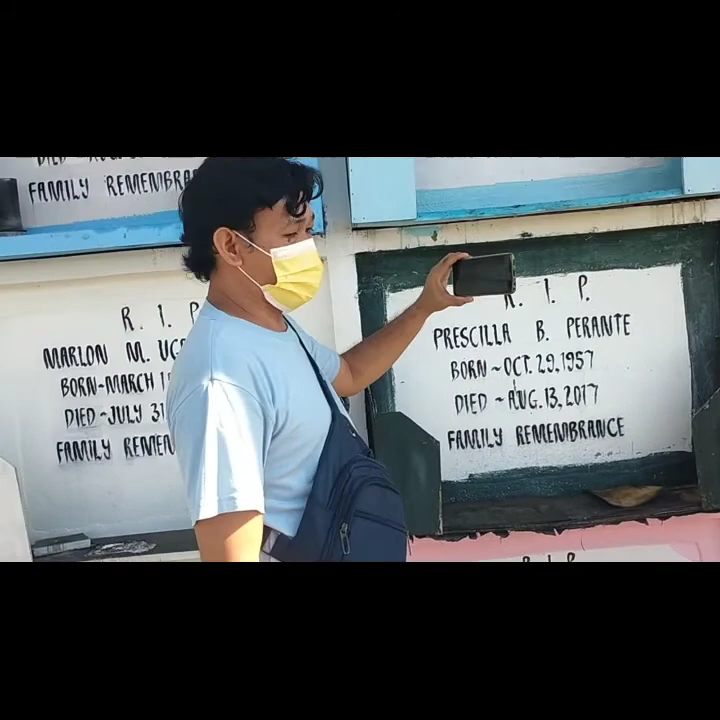 FAMILY REMEMBRA
R. I. P
MARLON M. UG
BORN-MARCH 1
DIED-JULY 31
FAMILY REMEN
R. I. P.
PRESCILLA B. PERANTE
BORN~OCT.29,1957
DIED ~AUG.13,2017
FAMILY REMEMBRANCE